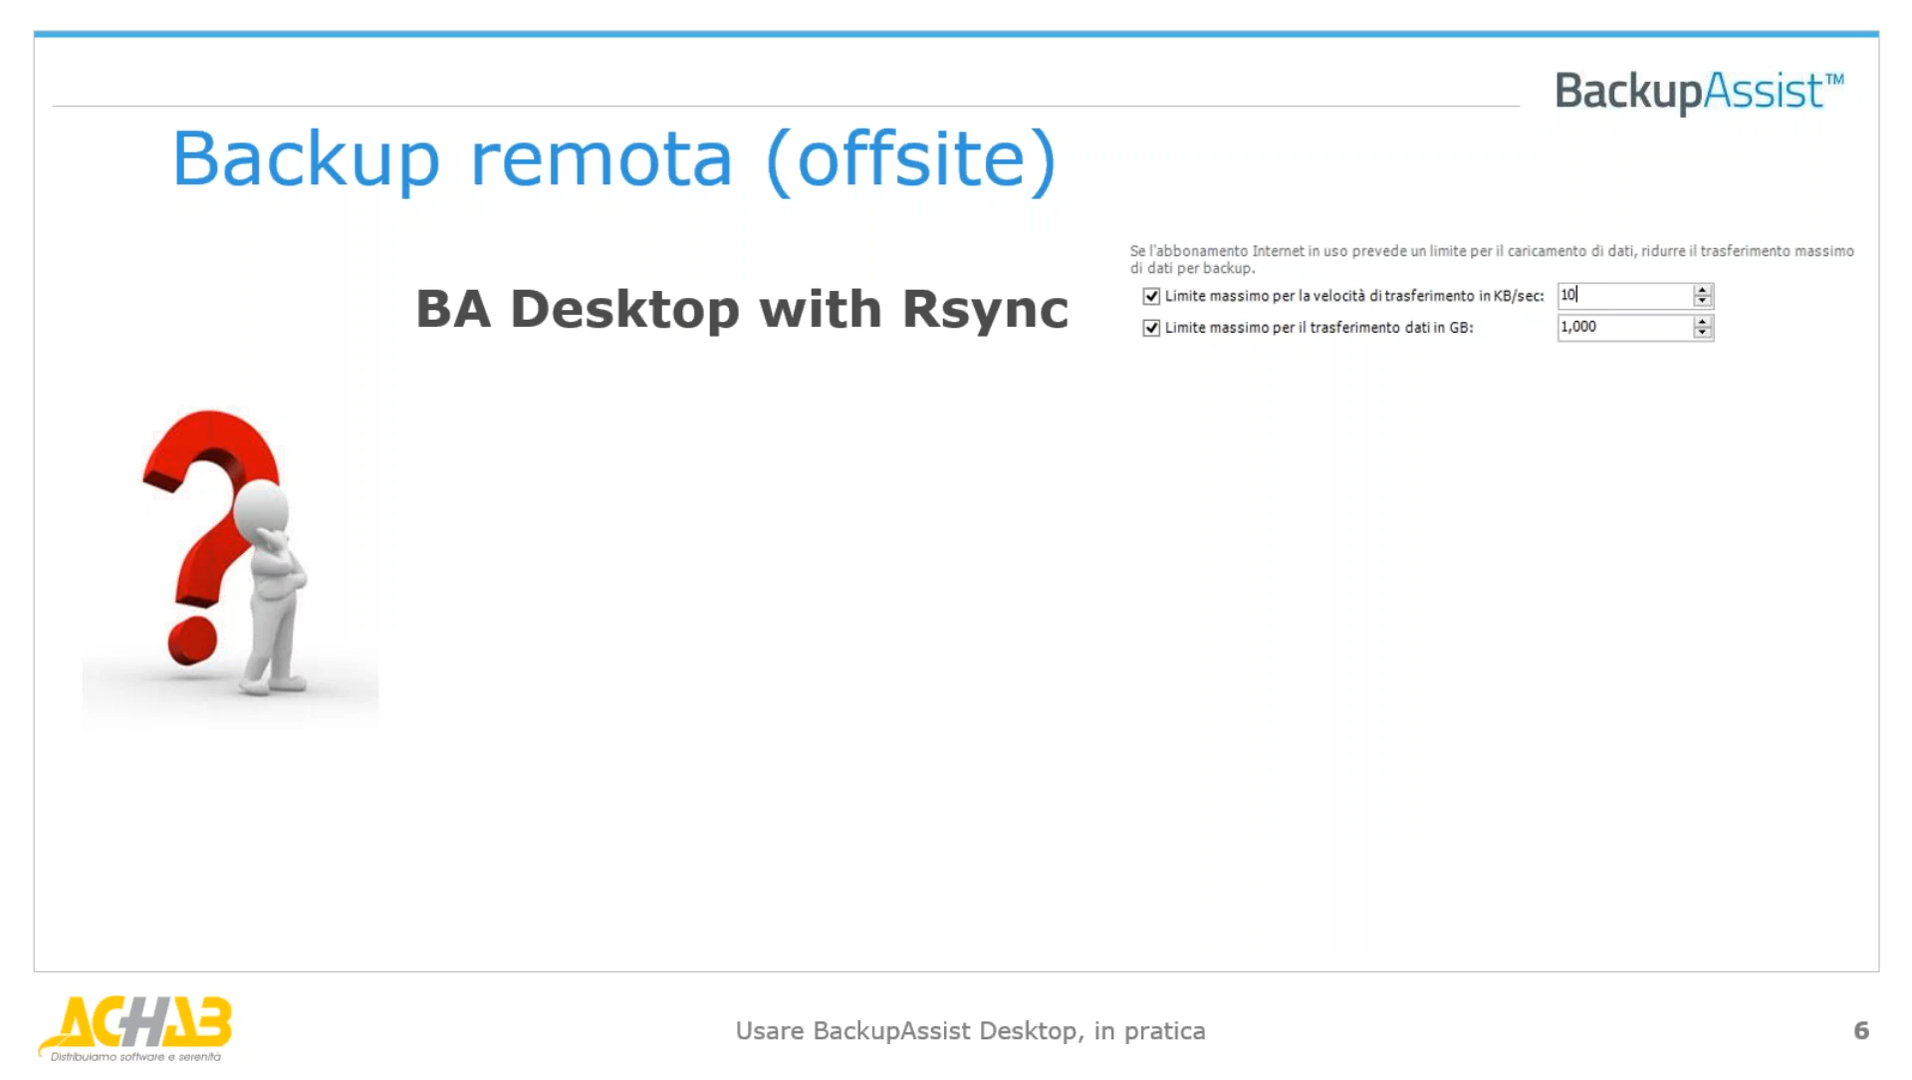 BackupAssist™
Backup remota (offsite)
Se l'abbonamento Internet in uso prevede un limite per il caricamento di dati, ridurre il trasferimento massimo
di dati per backup.
BA Desktop with Rsync
Limite massimo per la velocità di trasferimento in KB/sec: 10
Limite massimo per il trasferimento dati in GB: 1,000
ACHAB
Distribuiamo software e serenità
Usare BackupAssist Desktop, in pratica
6